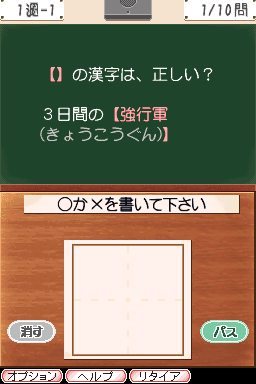 1週-1
1/10問
【】の漢字は、正しい？
３日間の【強行軍
(きょうこうぐん)】
○か×を書いて下さい
消す
パス
オプション
ヘルプ
リタイア